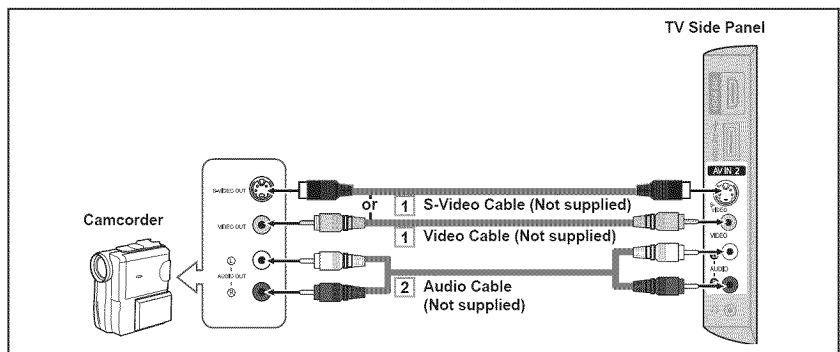 TV Side Panel
AV IN 2
S-VIDEO OUT
S-VIDEO
or
1 S-Video Cable (Not supplied)
Camcorder
VIDEO OUT
1 Video Cable (Not supplied)
VIDEO
L
AUDIO OUT
R
AUDIO
2 Audio Cable
(Not supplied)